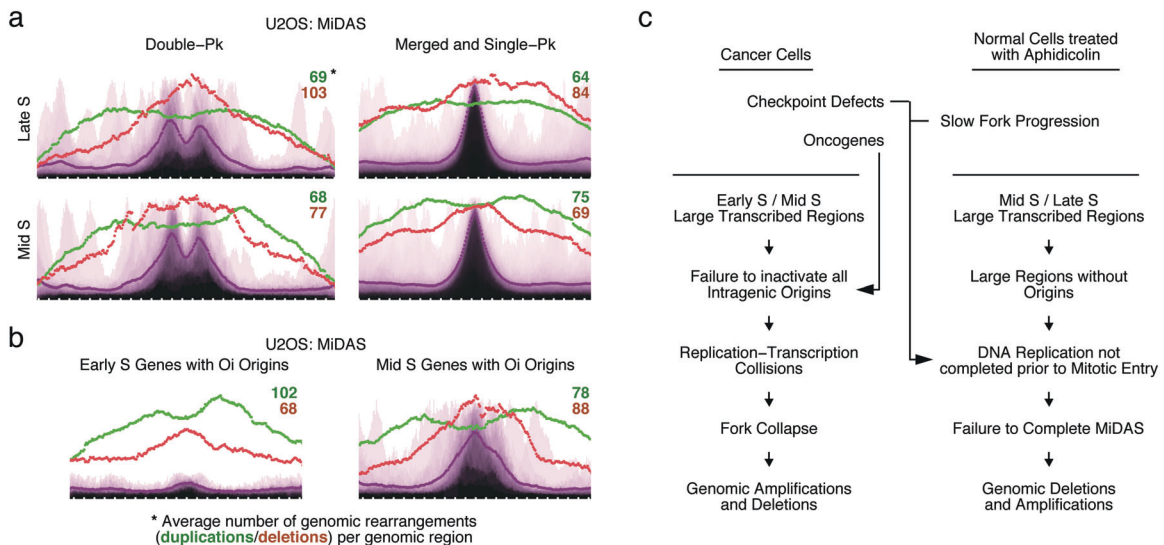 a
U2OS: MiDAS
Double−Pk
Merged and Single−Pk
Late S
69 *
103
64
84
Mid S
68
77
75
69
b
U2OS: MiDAS
Early S Genes with Oi Origins
Mid S Genes with Oi Origins
102
68
78
88
* Average number of genomic rearrangements
(duplications/deletions) per genomic region
c
Cancer Cells
Normal Cells treated
with Aphidicolin
Checkpoint Defects
Slow Fork Progression
Oncogenes
Early S / Mid S
Large Transcribed Regions
Mid S / Late S
Large Transcribed Regions
Failure to inactivate all
Intragenic Origins
Large Regions without
Origins
Replication−Transcription
Collisions
DNA Replication not
completed prior to Mitotic Entry
Fork Collapse
Failure to Complete MiDAS
Genomic Amplifications
and Deletions
Genomic Deletions
and Amplifications